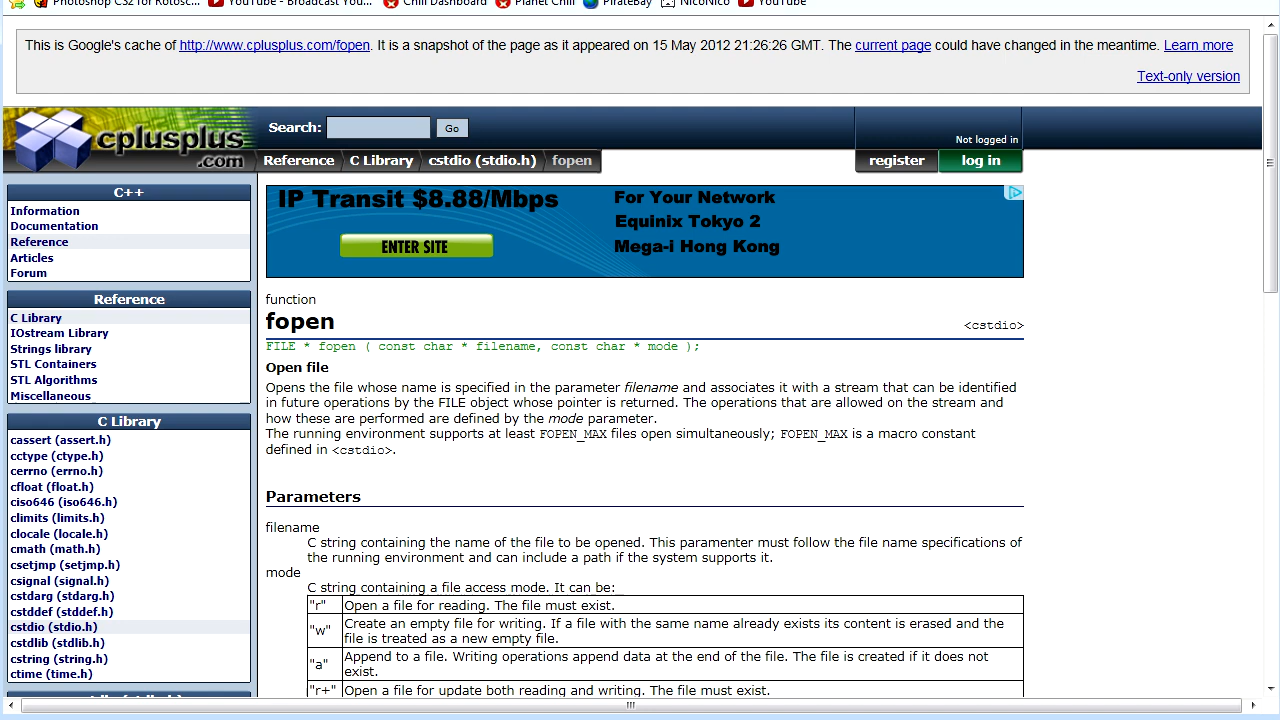 Photoshop CS2 for Rotosc... YouTube - Broadcast You... Chill Dashboard Planet Chill PirateBay NicoNico YouTube
This is Google's cache of http://www.cplusplus.com/fopen. It is a snapshot of the page as it appeared on 15 May 2012 21:26:26 GMT. The current page could have changed in the meantime. Learn more
Text-only version
cplusplus
.com
Search: Go
Not logged in
Reference C Library cstdio (stdio.h) fopen
register log in
C++
Information
Documentation
Reference
Articles
Forum
Reference
C Library
IOstream Library
Strings library
STL Containers
STL Algorithms
Miscellaneous
C Library
cassert (assert.h)
cctype (ctype.h)
cerrno (errno.h)
cfloat (float.h)
ciso646 (iso646.h)
climits (limits.h)
clocale (locale.h)
cmath (math.h)
csetjmp (setjmp.h)
csignal (signal.h)
cstdarg (stdarg.h)
cstddef (stddef.h)
cstdio (stdio.h)
cstdlib (stdlib.h)
cstring (string.h)
ctime (time.h)
IP Transit $8.88/Mbps
ENTER SITE
For Your Network
Equinix Tokyo 2
Mega-i Hong Kong
function
fopen <cstdio>
FILE * fopen ( const char * filename, const char * mode );
Open file
Opens the file whose name is specified in the parameter filename and associates it with a stream that can be identified
in future operations by the FILE object whose pointer is returned. The operations that are allowed on the stream and
how these are performed are defined by the mode parameter.
The running environment supports at least FOPEN_MAX files open simultaneously; FOPEN_MAX is a macro constant
defined in <cstdio>.
Parameters
filename
C string containing the name of the file to be opened. This paramenter must follow the file name specifications of
the running environment and can include a path if the system supports it.
mode
C string containing a file access mode. It can be:
"r" Open a file for reading. The file must exist.
"w" Create an empty file for writing. If a file with the same name already exists its content is erased and the
file is treated as a new empty file.
"a" Append to a file. Writing operations append data at the end of the file. The file is created if it does not
exist.
"r+" Open a file for update both reading and writing. The file must exist.